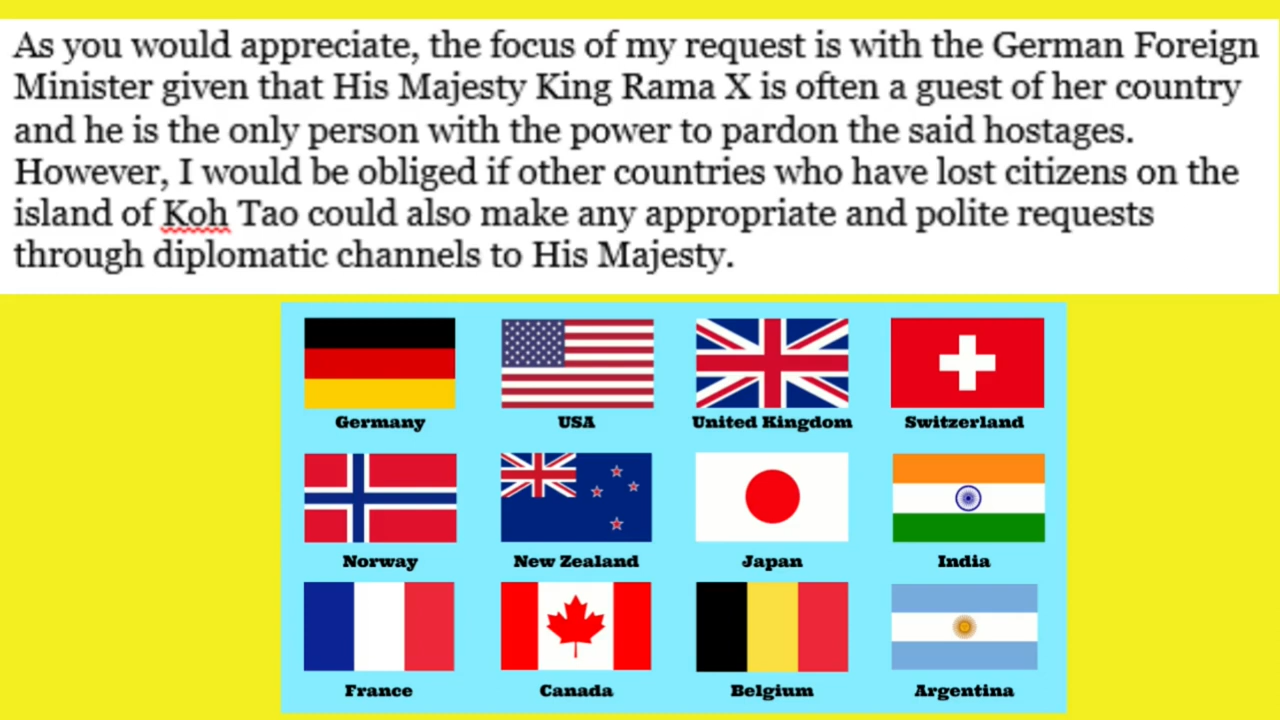 As you would appreciate, the focus of my request is with the German Foreign
Minister given that His Majesty King Rama X is often a guest of her country
and he is the only person with the power to pardon the said hostages.
However, I would be obliged if other countries who have lost citizens on the
island of Koh Tao could also make any appropriate and polite requests
through diplomatic channels to His Majesty.
Germany USA United Kingdom Switzerland
Norway New Zealand Japan India
France Canada Belgium Argentina